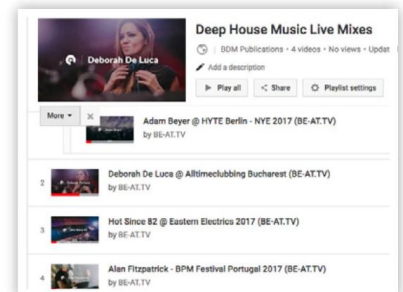 Deborah De Luca
Deep House Music Live Mixes
BDM Publications • 4 videos • No views • Updat
Add a description
Play all
Share
Playlist settings
More
Adam Beyer @ HYTE Berlin - NYE 2017 (BE-AT.TV)
by BE-AT.TV
2
Deborah De Luca @ Alltimeclubbing Bucharest (BE-AT.TV)
by BE-AT.TV
3
Hot Since 82 @ Eastern Electrics 2017 (BE-AT.TV)
by BE-AT.TV
4
Alan Fitzpatrick - BPM Festival Portugal 2017 (BE-AT.TV)
by BE-AT.TV